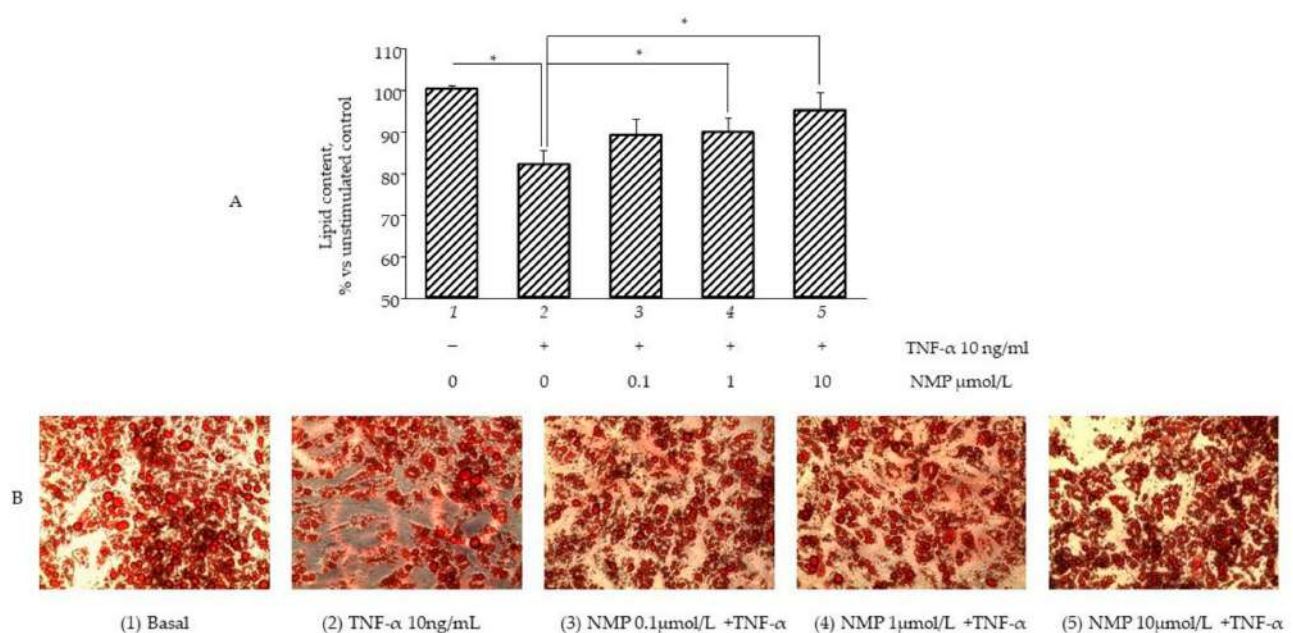 *
*
*
110
100
90
80
70
60
50
Lipid content,
% vs unstimulated control
A
1 2 3 4 5
– + + + + TNF-α 10 ng/ml
0 0 0.1 1 10 NMP µmol/L
B
(1) Basal (2) TNF-α 10ng/mL (3) NMP 0.1µmol/L +TNF-α (4) NMP 1µmol/L +TNF-α (5) NMP 10µmol/L +TNF-α